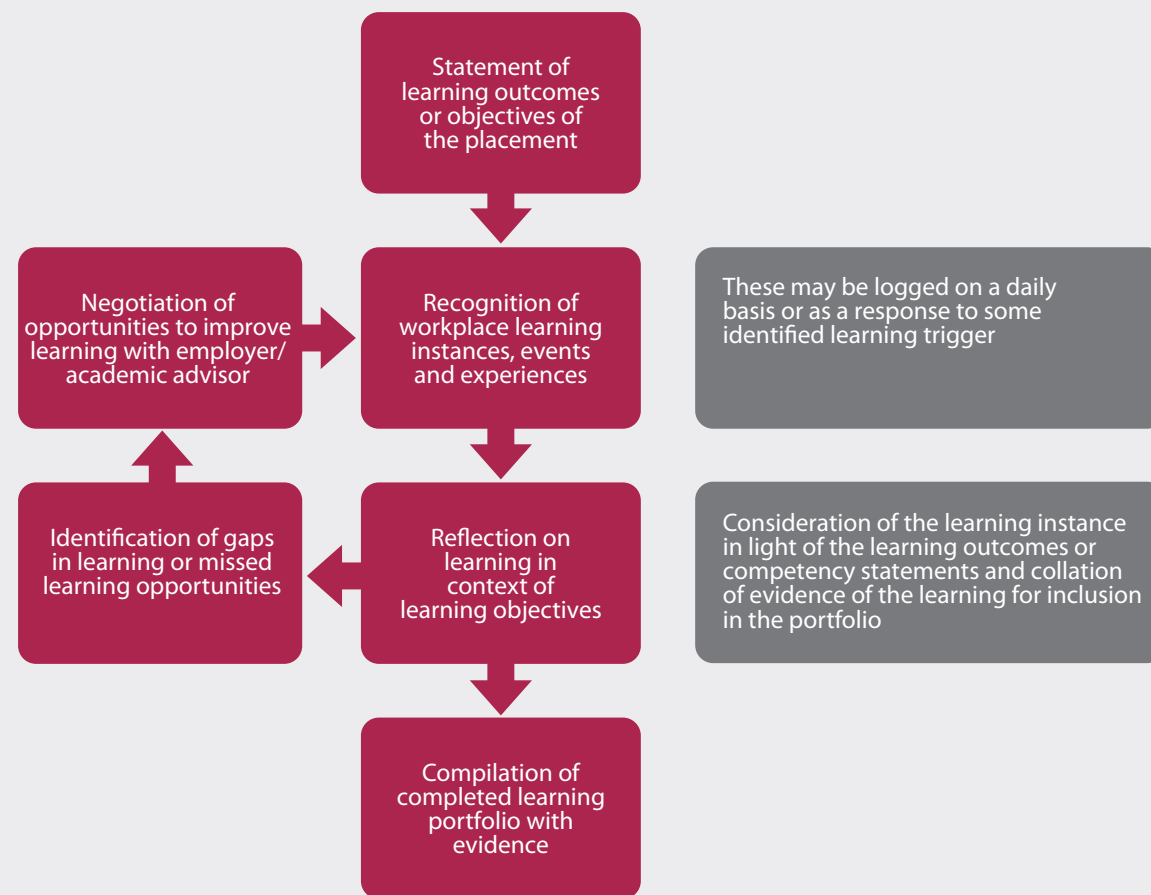 Statement of
learning outcomes
or objectives of
the placement
Negotiation of
opportunities to improve
learning with employer/
academic advisor
Recognition of
workplace learning
instances, events
and experiences
These may be logged on a daily
basis or as a response to some
identified learning trigger
Identification of gaps
in learning or missed
learning opportunities
Reflection on
learning in
context of
learning objectives
Consideration of the learning instance
in light of the learning outcomes or
competency statements and collation
of evidence of the learning for inclusion
in the portfolio
Compilation of
completed learning
portfolio with
evidence